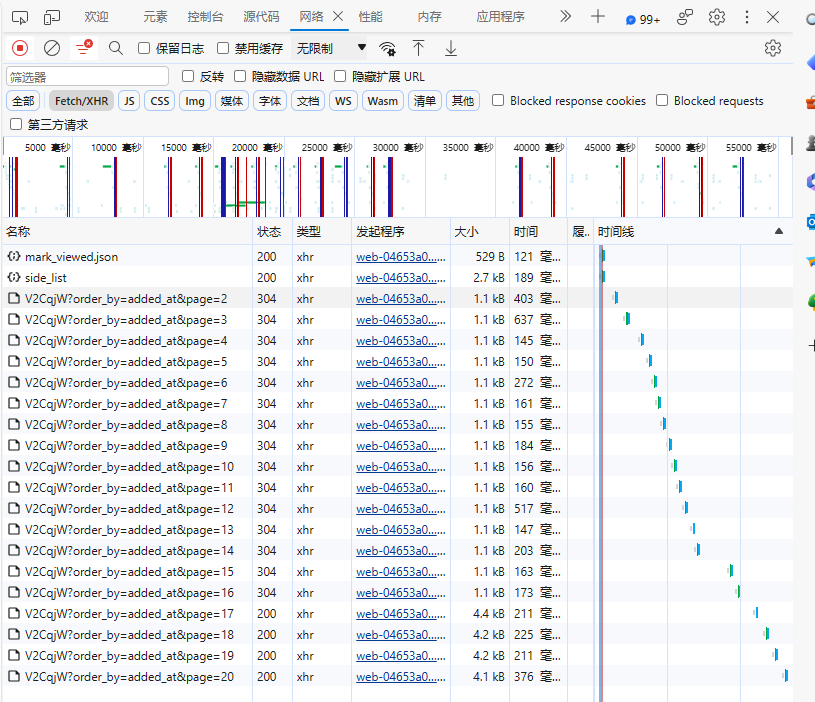 欢迎 元素 控制台 源代码 网络 性能 内存 应用程序 99+
保留日志 禁用缓存 无限制
筛选器 反转 隐藏数据 URL 隐藏扩展 URL
全部 Fetch/XHR JS CSS Img 媒体 字体 文档 WS Wasm 清单 其他 Blocked response cookies Blocked requests
第三方请求
5000 毫秒 10000 毫秒 15000 毫秒 20000 毫秒 25000 毫秒 30000 毫秒 35000 毫秒 40000 毫秒 45000 毫秒 50000 毫秒 55000 毫秒
名称 状态 类型 发起程序 大小 时间 履.. 时间线
mark_viewed.json 200 xhr web-04653a0...... 529 B 121 毫...
side_list 200 xhr web-04653a0...... 2.7 kB 189 毫...
V2CqjW?order_by=added_at&page=2 304 xhr web-04653a0...... 1.1 kB 403 毫...
V2CqjW?order_by=added_at&page=3 304 xhr web-04653a0...... 1.1 kB 637 毫...
V2CqjW?order_by=added_at&page=4 304 xhr web-04653a0...... 1.1 kB 145 毫...
V2CqjW?order_by=added_at&page=5 304 xhr web-04653a0...... 1.1 kB 150 毫...
V2CqjW?order_by=added_at&page=6 304 xhr web-04653a0...... 1.1 kB 272 毫...
V2CqjW?order_by=added_at&page=7 304 xhr web-04653a0...... 1.1 kB 161 毫...
V2CqjW?order_by=added_at&page=8 304 xhr web-04653a0...... 1.1 kB 155 毫...
V2CqjW?order_by=added_at&page=9 304 xhr web-04653a0...... 1.1 kB 184 毫...
V2CqjW?order_by=added_at&page=10 304 xhr web-04653a0...... 1.1 kB 156 毫...
V2CqjW?order_by=added_at&page=11 304 xhr web-04653a0...... 1.1 kB 160 毫...
V2CqjW?order_by=added_at&page=12 304 xhr web-04653a0...... 1.1 kB 517 毫...
V2CqjW?order_by=added_at&page=13 304 xhr web-04653a0...... 1.1 kB 147 毫...
V2CqjW?order_by=added_at&page=14 304 xhr web-04653a0...... 1.1 kB 203 毫...
V2CqjW?order_by=added_at&page=15 304 xhr web-04653a0...... 1.1 kB 163 毫...
V2CqjW?order_by=added_at&page=16 304 xhr web-04653a0...... 1.1 kB 173 毫...
V2CqjW?order_by=added_at&page=17 200 xhr web-04653a0...... 4.4 kB 211 毫...
V2CqjW?order_by=added_at&page=18 200 xhr web-04653a0...... 4.2 kB 225 毫...
V2CqjW?order_by=added_at&page=19 200 xhr web-04653a0...... 4.2 kB 211 毫...
V2CqjW?order_by=added_at&page=20 200 xhr web-04653a0...... 4.1 kB 376 毫...